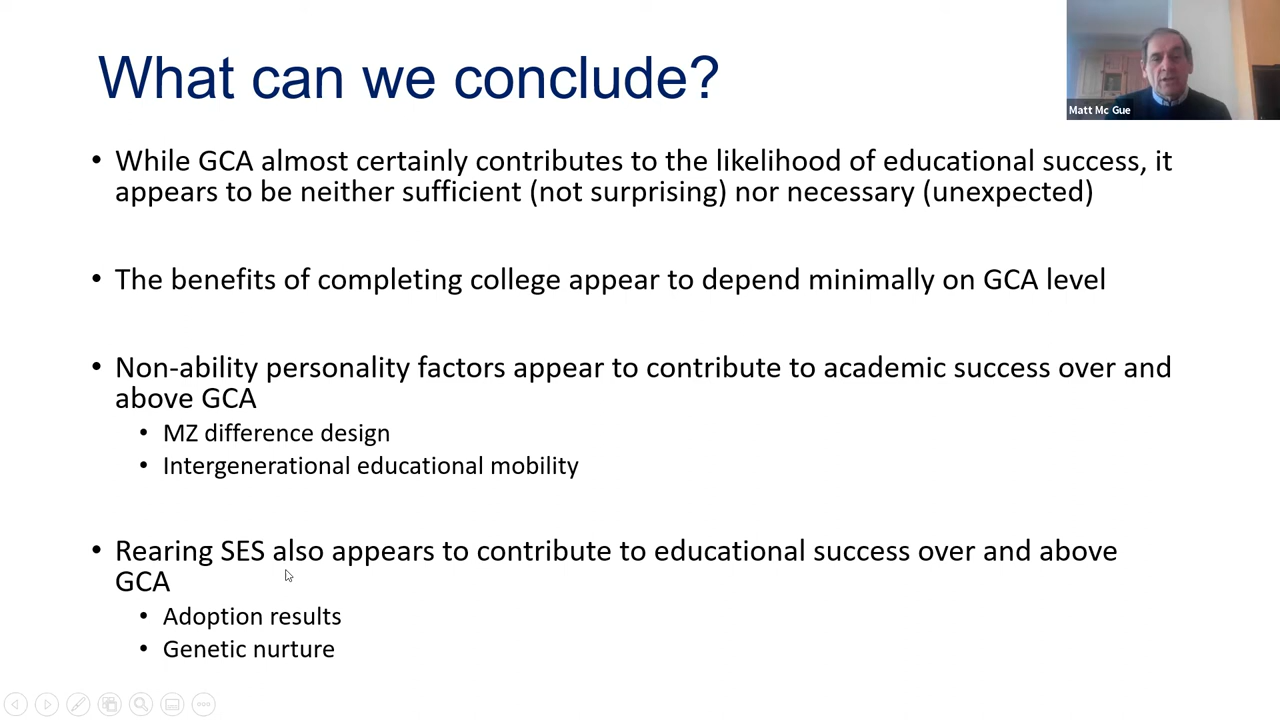 What can we conclude?
Matt Mc Gue
• While GCA almost certainly contributes to the likelihood of educational success, it
appears to be neither sufficient (not surprising) nor necessary (unexpected)
• The benefits of completing college appear to depend minimally on GCA level
• Non-ability personality factors appear to contribute to academic success over and
above GCA
• MZ difference design
• Intergenerational educational mobility
• Rearing SES also appears to contribute to educational success over and above
GCA
• Adoption results
• Genetic nurture